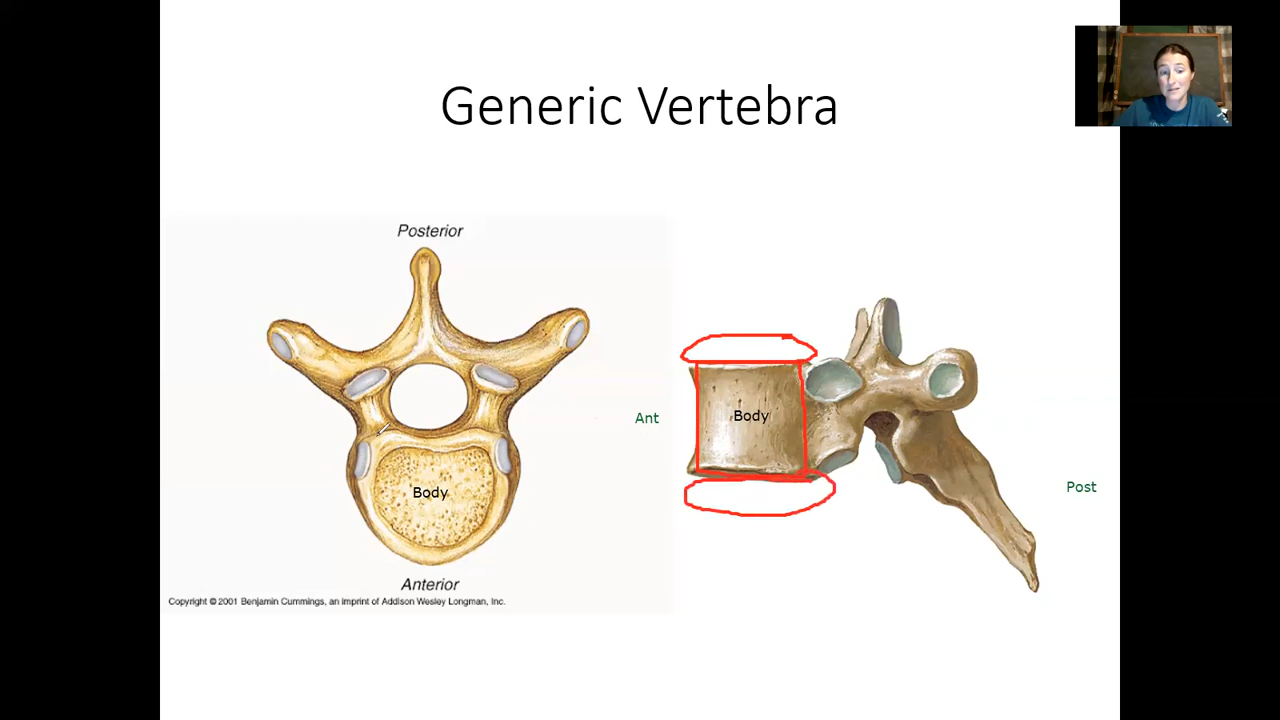 Generic Vertebra
Posterior
Body
Anterior
Copyright © 2001 Benjamin Cummings, an imprint of Addison Wesley Longman, Inc.
Ant
Body
Post